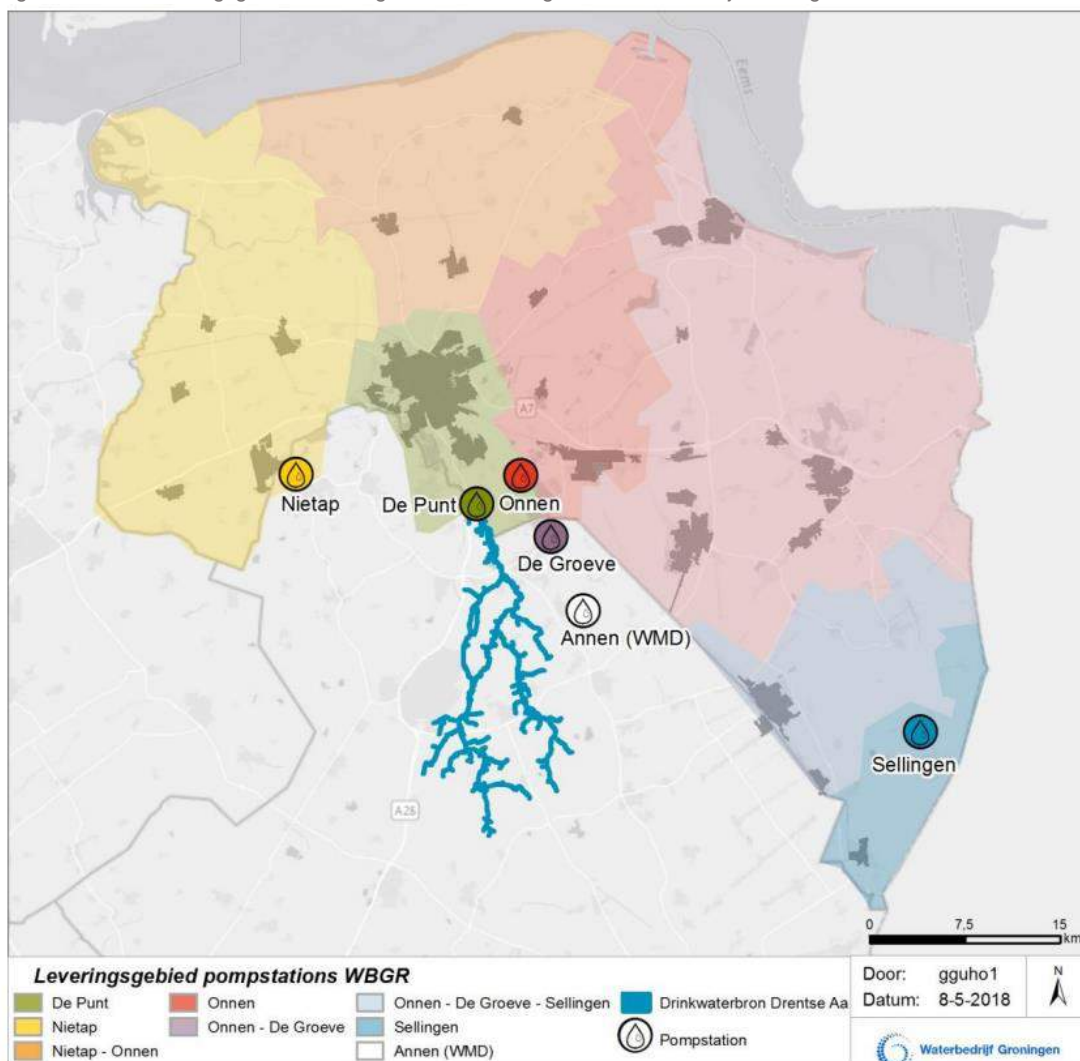 Eems
A7
Nietap
De Punt
Onnen
De Groeve
Annen (WMD)
Sellingen
A28
0 7,5 15
km
Leveringsgebied pompstations WBGR
De Punt
Nietap
Nietap - Onnen
Onnen
Onnen - De Groeve
Onnen - De Groeve - Sellingen
Sellingen
Annen (WMD)
Drinkwaterbron Drentse Aa
Pompstation
Door: gguho1
Datum: 8-5-2018
N
Waterbedrijf Groningen